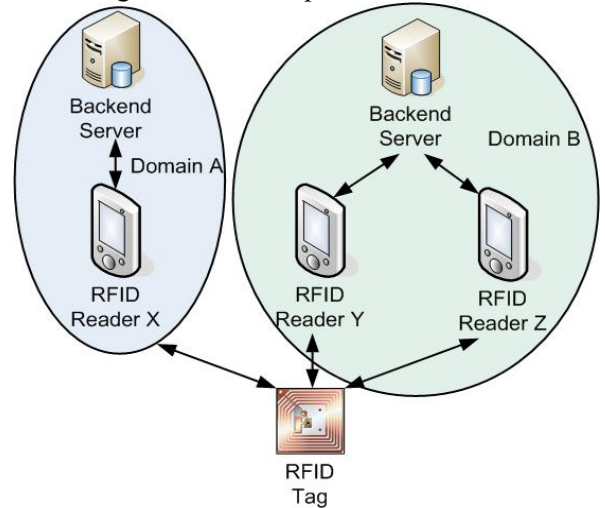 Backend
Server
Domain A
RFID
Reader X
Backend
Server
Domain B
RFID
Reader Y
RFID
Reader Z
RFID
Tag